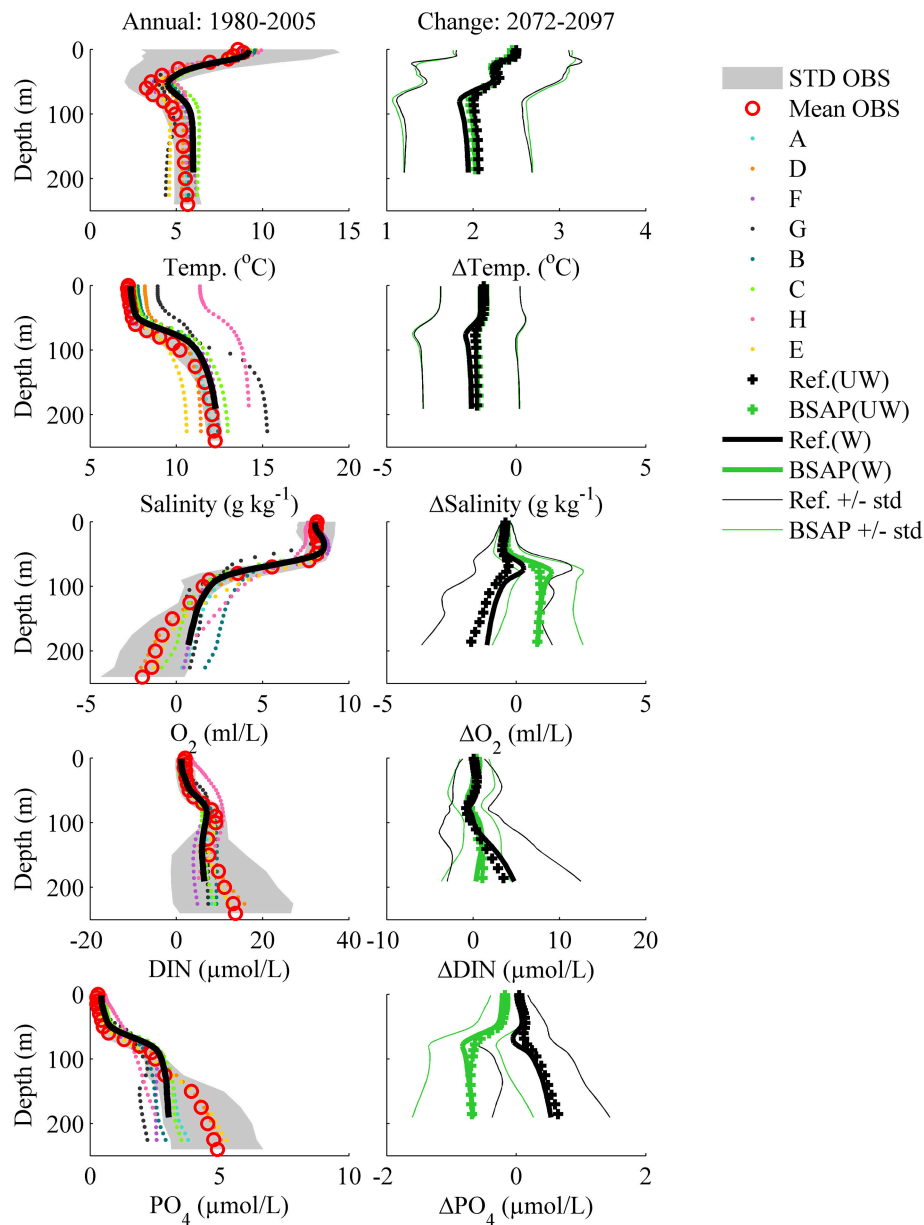 Annual: 1980-2005
Change: 2072-2097
0
100
200
Depth (m)
0 5 10 15
1 2 3 4
Temp. (°C)
ΔTemp. (°C)
0
100
200
Depth (m)
5 10 15 20
-5 0 5
Salinity (g kg⁻¹)
ΔSalinity (g kg⁻¹)
0
100
200
Depth (m)
-5 0 5 10
-5 0 5
O₂ (ml/L)
ΔO₂ (ml/L)
0
100
200
Depth (m)
-20 0 20 40
-10 0 10 20
DIN (µmol/L)
ΔDIN (µmol/L)
0
100
200
Depth (m)
0 5 10
-2 0 2
PO₄ (µmol/L)
ΔPO₄ (µmol/L)
STD OBS
Mean OBS
A
D
F
G
B
C
H
E
Ref.(UW)
BSAP(UW)
Ref.(W)
BSAP(W)
Ref. +/- std
BSAP +/- std